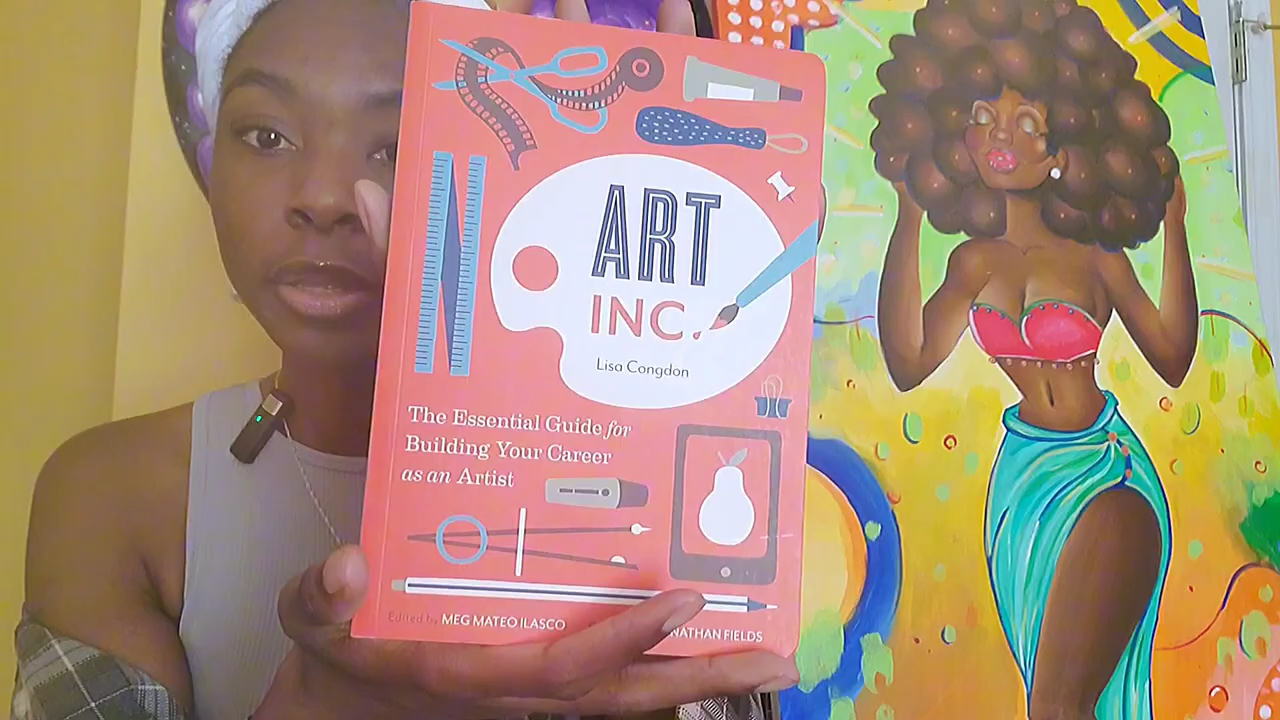 ART
INC.
Lisa Congdon
The Essential Guide for
Building Your Career
as an Artist
Edited by MEG MATEO ILASCO
NATHAN FIELDS